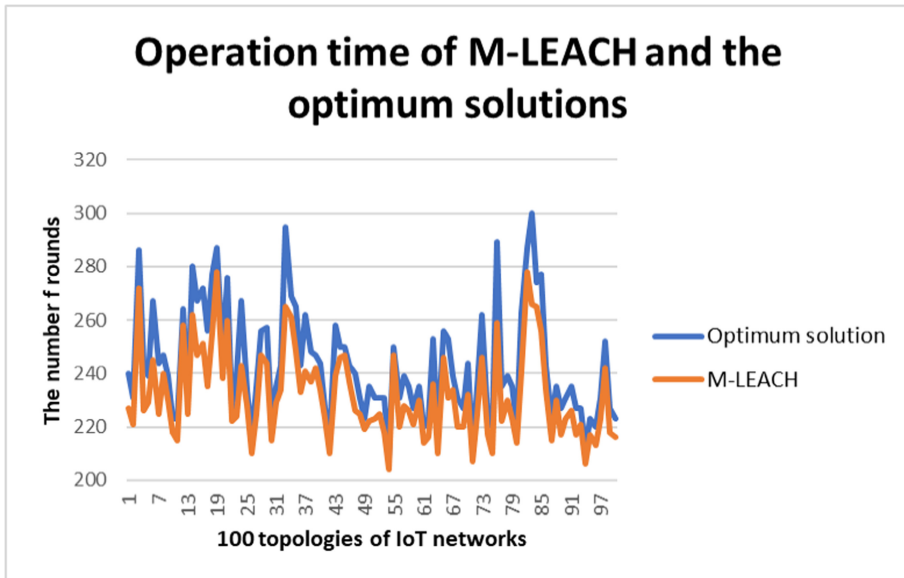 Operation time of M-LEACH and the
optimum solutions
The number f rounds
320
300
280
260
240
220
200
1 7 13 19 25 31 37 43 49 55 61 67 73 79 85 91 97
100 topologies of IoT networks
Optimum solution
M-LEACH